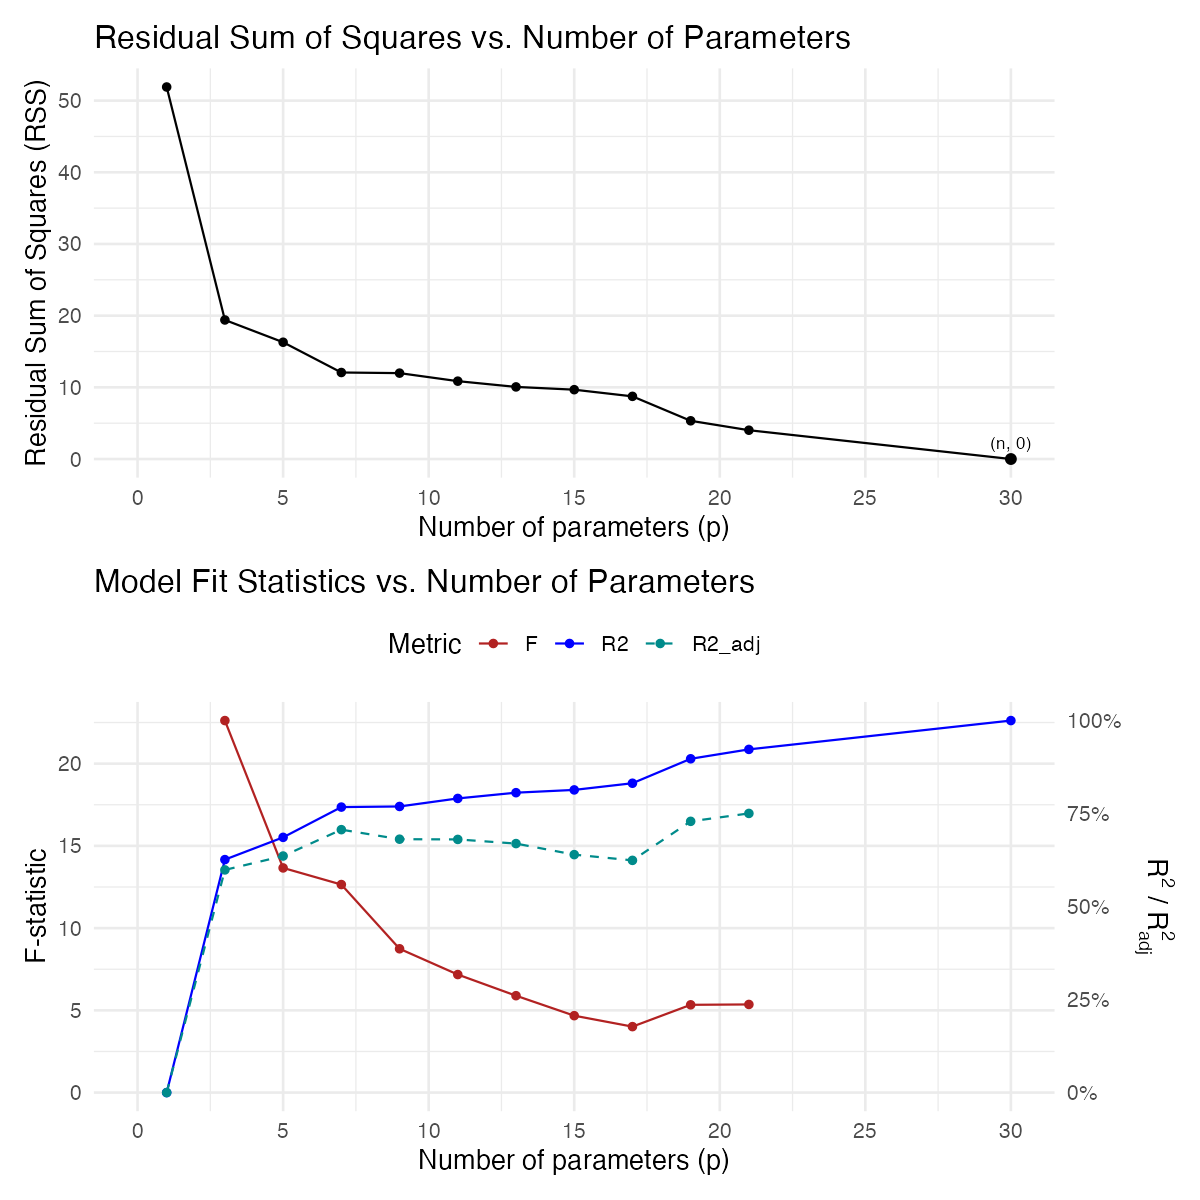 Residual Sum of Squares vs. Number of Parameters
Residual Sum of Squares (RSS)
50
40
30
20
10
0
(n, 0)
0 5 10 15 20 25 30
Number of parameters (p)
Model Fit Statistics vs. Number of Parameters
Metric F R2 R2_adj
F-statistic
20
15
10
5
0
100%
75%
50%
25%
0%
R² / R²adj
0 5 10 15 20 25 30
Number of parameters (p)